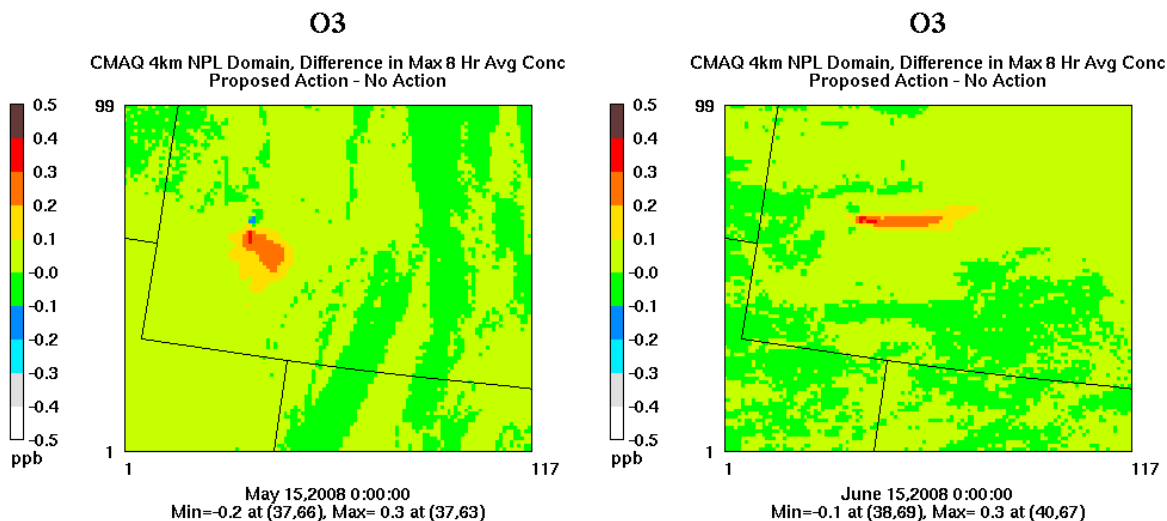 O3
CMAQ 4km NPL Domain, Difference in Max 8 Hr Avg Conc
Proposed Action - No Action
0.5
0.4
0.3
0.2
0.1
-0.0
-0.1
-0.2
-0.3
-0.4
-0.5
ppb
99
1
1
117
May 15,2008 0:00:00
Min=-0.2 at (37,66), Max= 0.3 at (37,63)
O3
CMAQ 4km NPL Domain, Difference in Max 8 Hr Avg Conc
Proposed Action - No Action
0.5
0.4
0.3
0.2
0.1
-0.0
-0.1
-0.2
-0.3
-0.4
-0.5
ppb
99
1
1
117
June 15,2008 0:00:00
Min=-0.1 at (38,69), Max= 0.3 at (40,67)